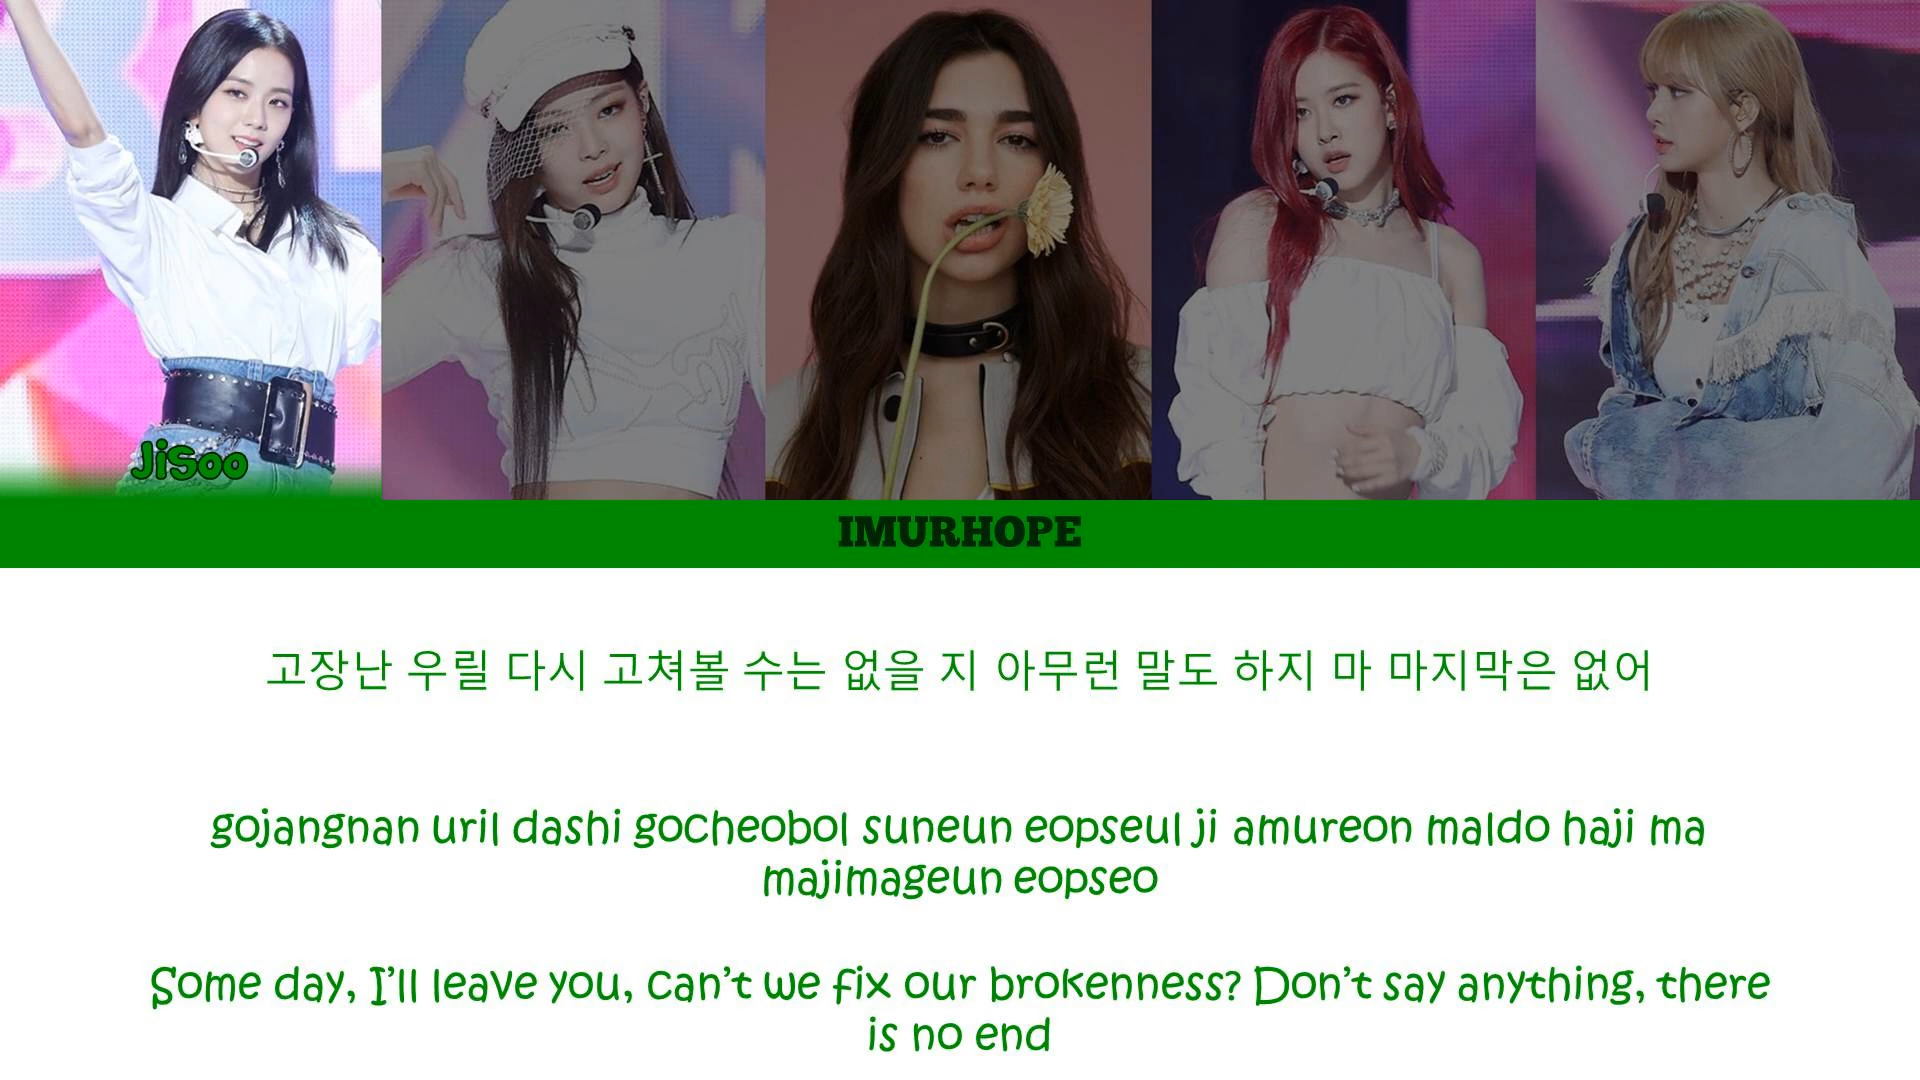 JiSoo
IMURHOPE
고장난 우릴 다시 고쳐볼 수는 없을 지 아무런 말도 하지 마 마지막은 없어
gojangnan uril dashi gocheobol suneun eopseul ji amureon maldo haji ma
majimageun eopseo
Some day, I'll leave you, can't we fix our brokenness? Don't say anything, there
is no end